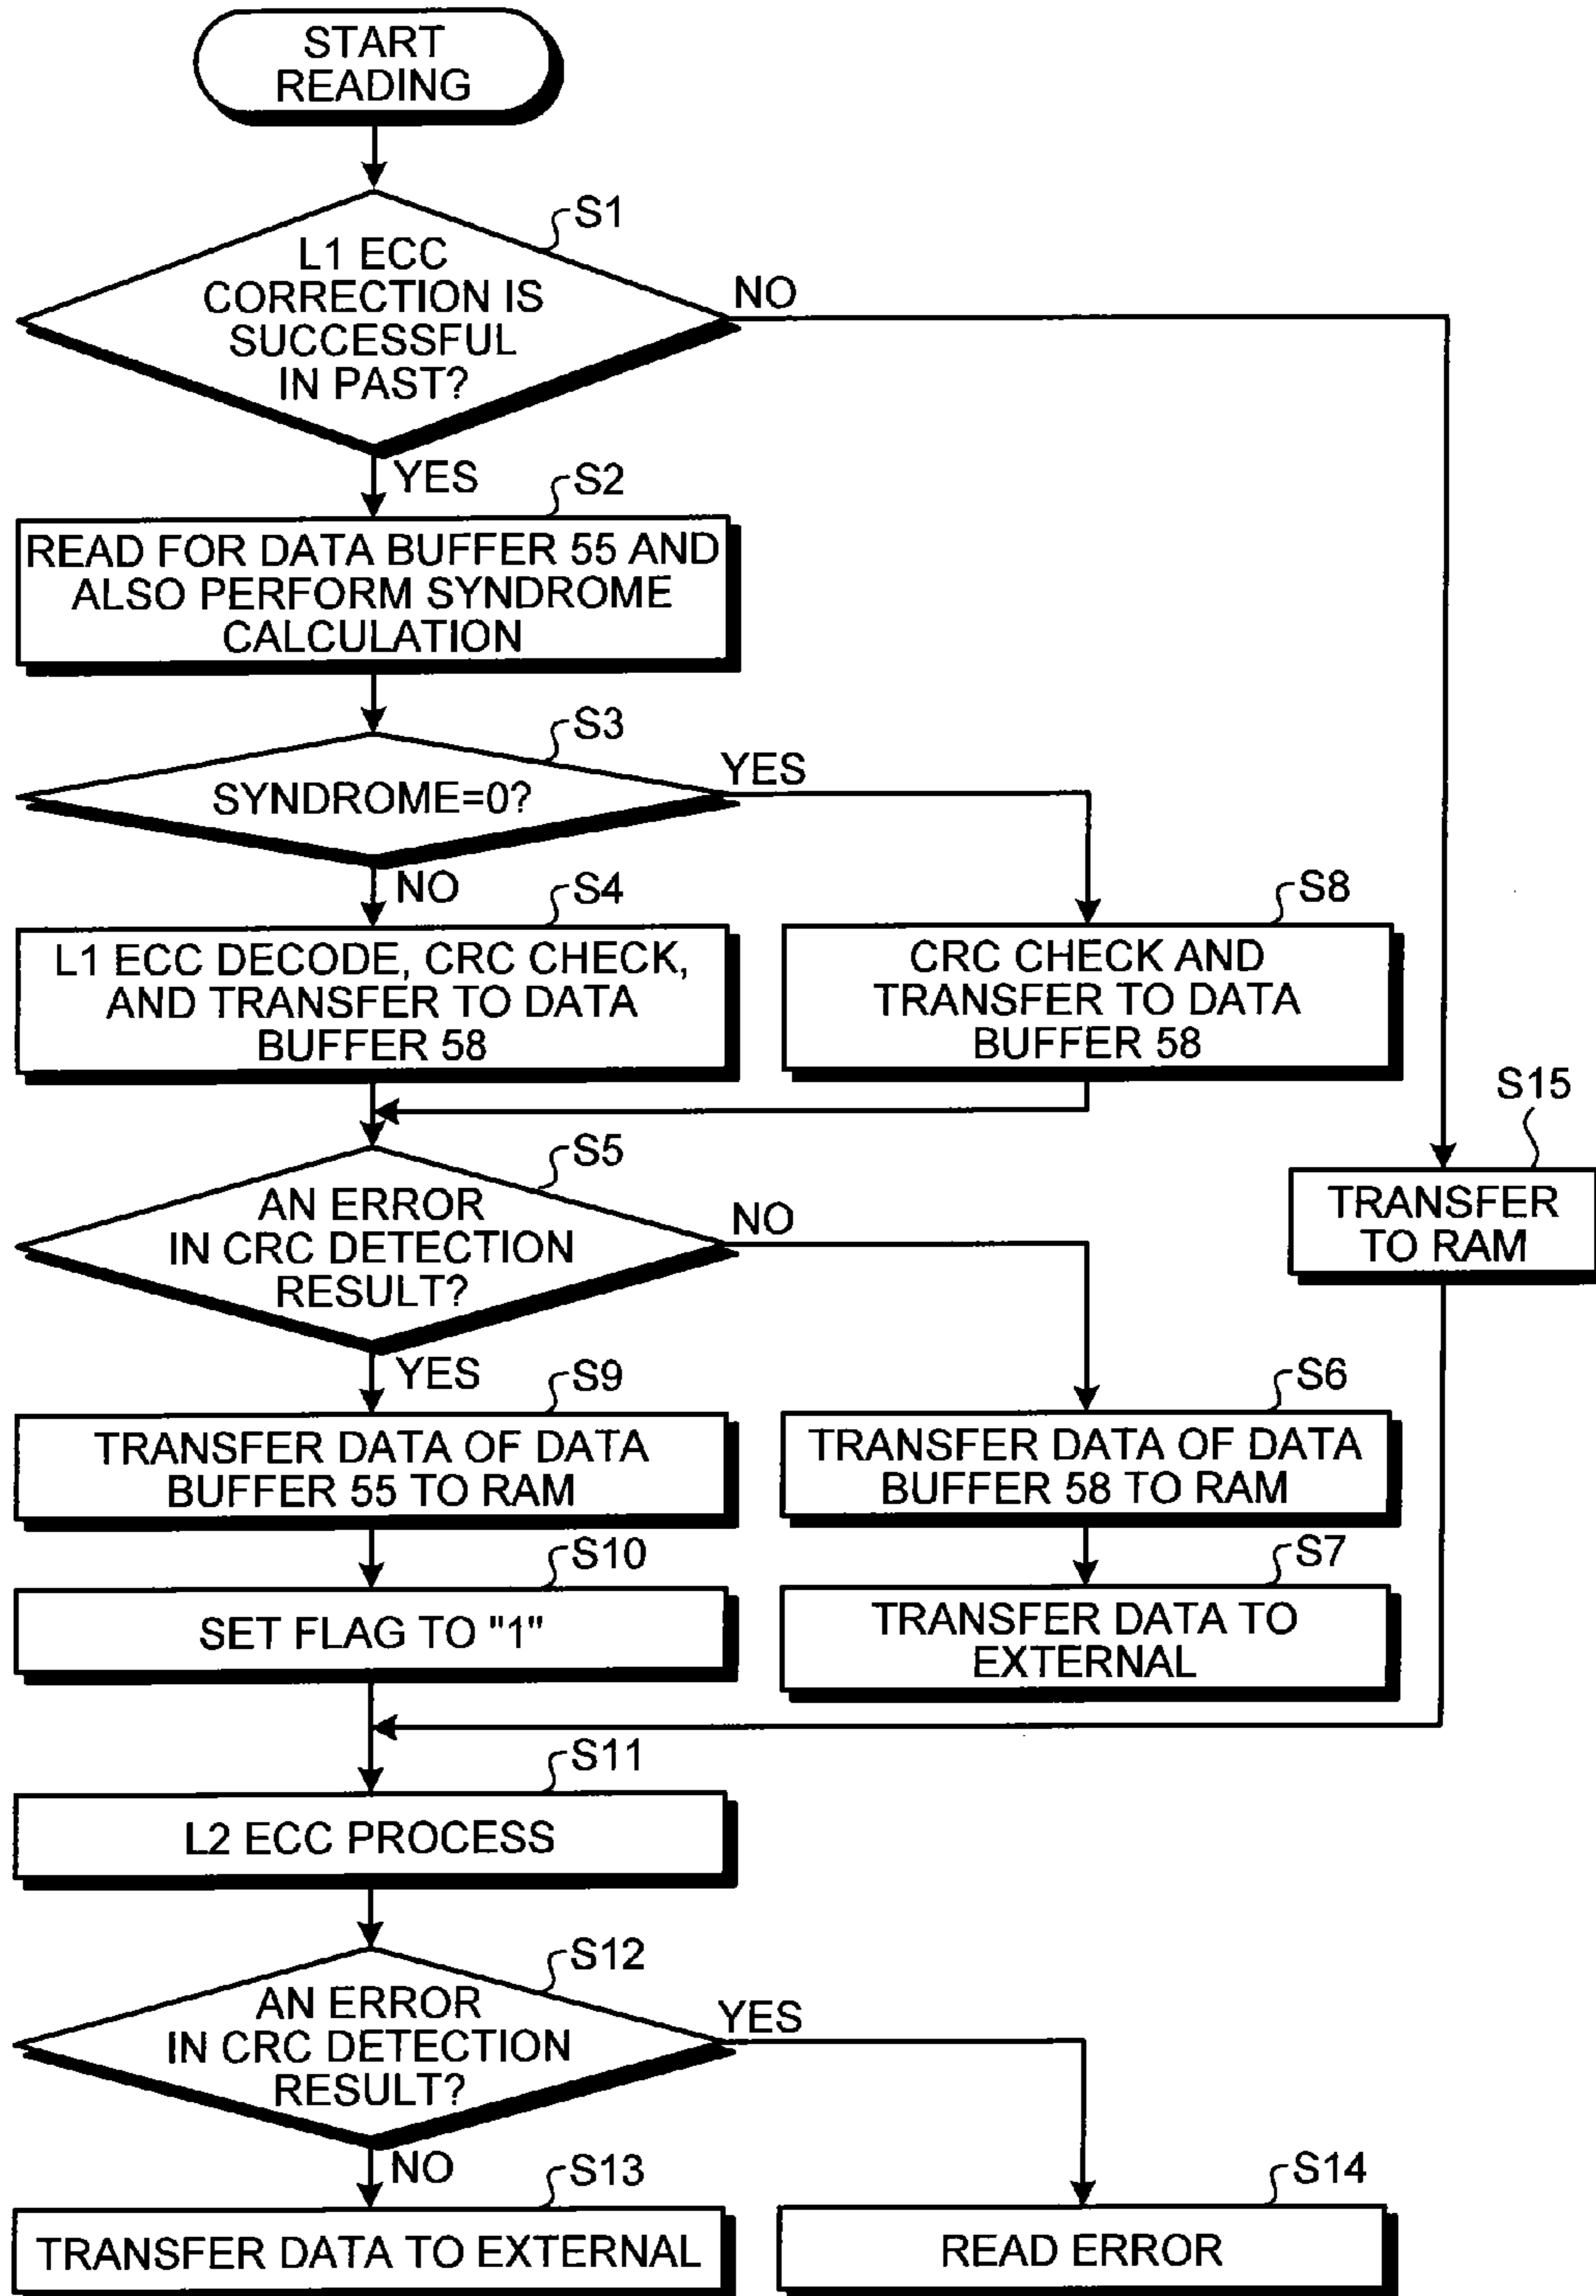 START
READING
S1
L1 ECC
CORRECTION IS
SUCCESSFUL
IN PAST?
NO
YES
S2
READ FOR DATA BUFFER 55 AND
ALSO PERFORM SYNDROME
CALCULATION
S3
SYNDROME=0?
YES
NO
S4
L1 ECC DECODE, CRC CHECK,
AND TRANSFER TO DATA
BUFFER 58
S8
CRC CHECK AND
TRANSFER TO DATA
BUFFER 58
S15
TRANSFER
TO RAM
S5
AN ERROR
IN CRC DETECTION
RESULT?
NO
YES
S9
TRANSFER DATA OF DATA
BUFFER 55 TO RAM
S6
TRANSFER DATA OF DATA
BUFFER 58 TO RAM
S10
SET FLAG TO "1"
S7
TRANSFER DATA TO
EXTERNAL
S11
L2 ECC PROCESS
S12
AN ERROR
IN CRC DETECTION
RESULT?
YES
NO
S13
TRANSFER DATA TO EXTERNAL
S14
READ ERROR